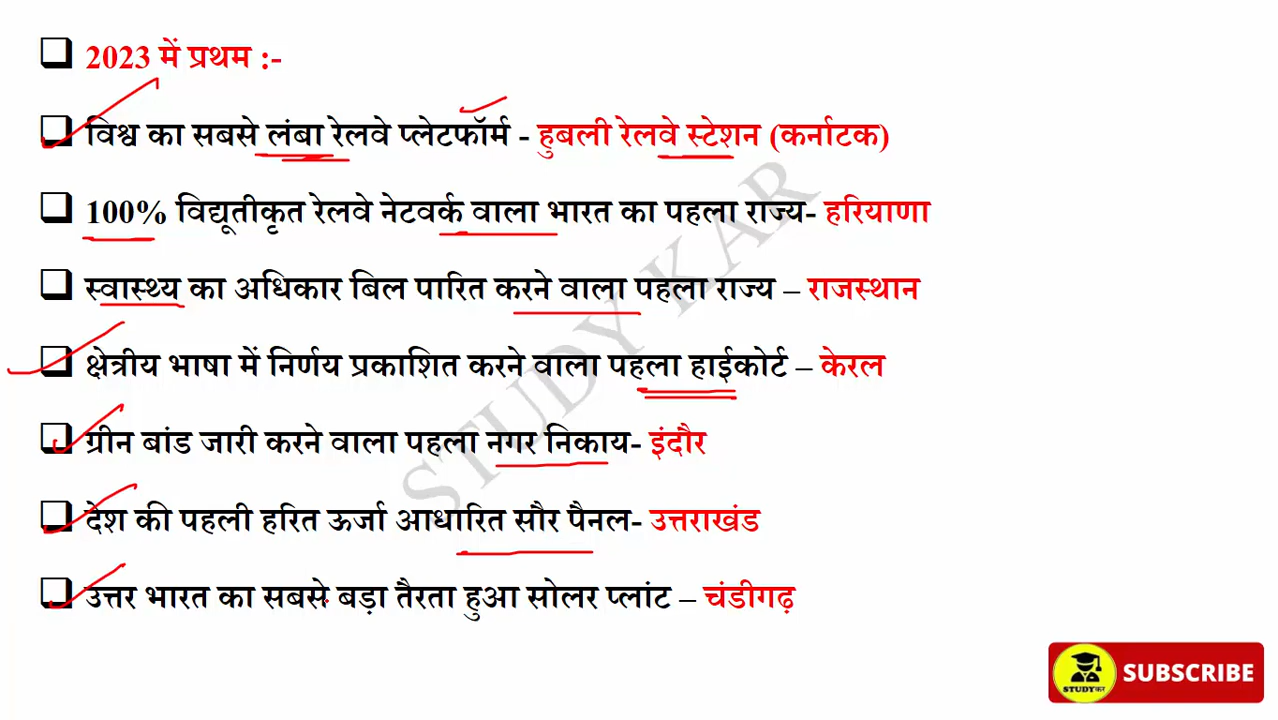 2023 में प्रथम :-
विश्व का सबसे लंबा रेलवे प्लेटफॉर्म - हुबली रेलवे स्टेशन (कर्नाटक)
100% विद्यूतीकृत रेलवे नेटवर्क वाला भारत का पहला राज्य- हरियाणा
स्वास्थ्य का अधिकार बिल पारित करने वाला पहला राज्य – राजस्थान
क्षेत्रीय भाषा में निर्णय प्रकाशित करने वाला पहला हाईकोर्ट – केरल
ग्रीन बांड जारी करने वाला पहला नगर निकाय- इंदौर
देश की पहली हरित ऊर्जा आधारित सौर पैनल- उत्तराखंड
उत्तर भारत का सबसे बड़ा तैरता हुआ सोलर प्लांट – चंडीगढ़
STUDY KAR
STUDYकर
SUBSCRIBE